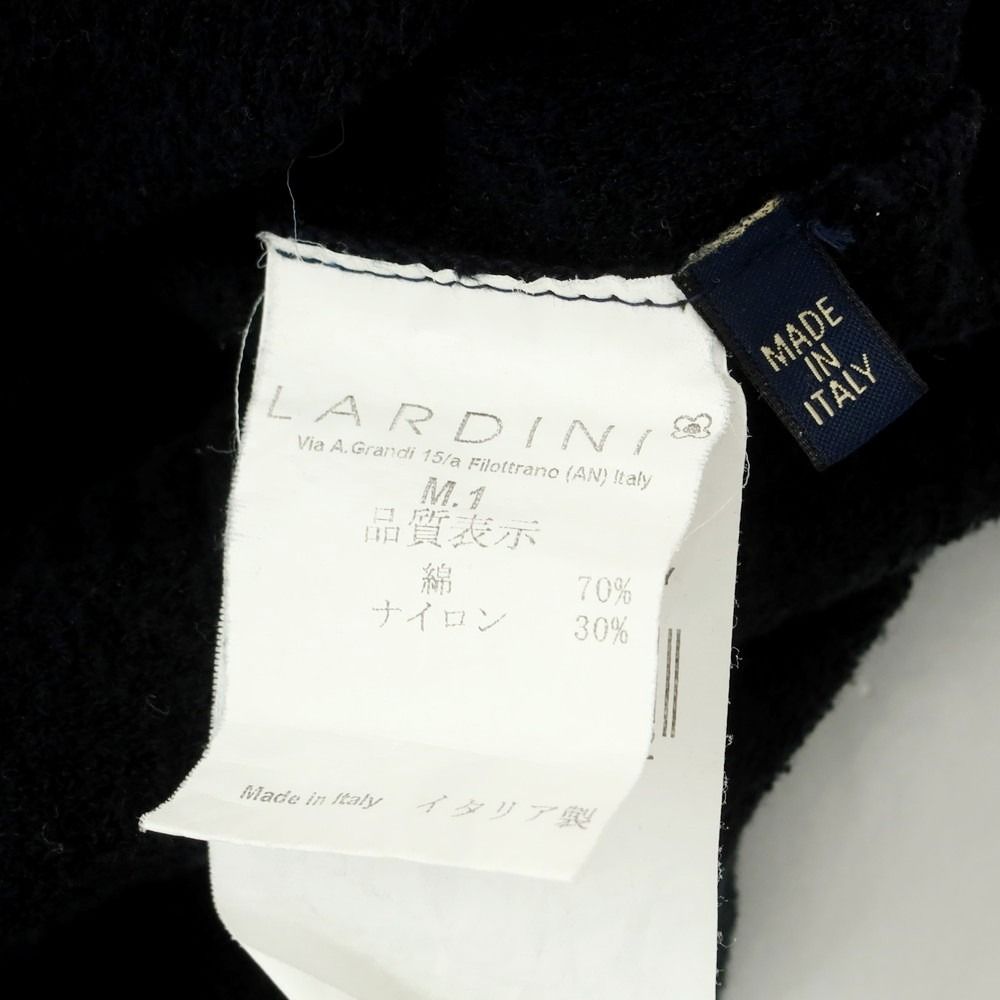 LARDINI
Via A.Grandi 15/a Filottrano (AN) Italy
M.1
品質表示
綿 70%
ナイロン 30%
Made in Italy イタリア製
MADE
IN
ITALY